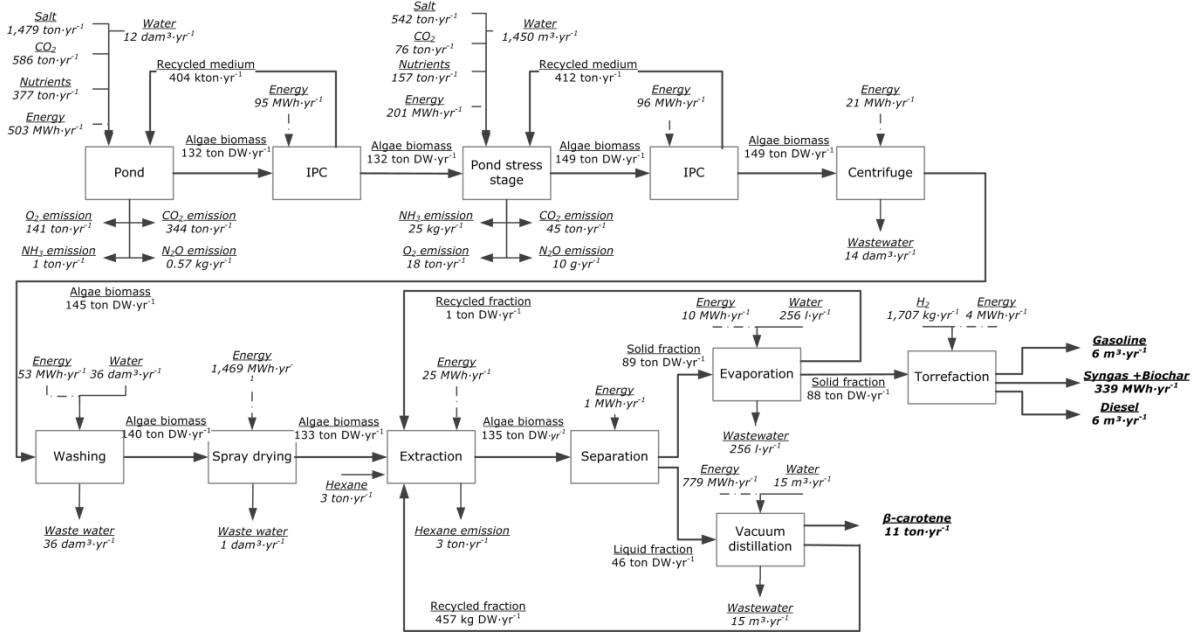 Salt
1,479 ton·yr⁻¹
Water
12 dam³·yr⁻¹
CO₂
586 ton·yr⁻¹
Nutrients
377 ton·yr⁻¹
Energy
503 MWh·yr⁻¹
Recycled medium
404 kton·yr⁻¹
Energy
95 MWh·yr⁻¹
Pond
Algae biomass
132 ton DW·yr⁻¹
IPC
Algae biomass
132 ton DW·yr⁻¹
O₂ emission
141 ton·yr⁻¹
CO₂ emission
344 ton·yr⁻¹
NH₃ emission
1 ton·yr⁻¹
N₂O emission
0.57 kg·yr⁻¹
Salt
542 ton·yr⁻¹
Water
1,450 m³·yr⁻¹
CO₂
76 ton·yr⁻¹
Nutrients
157 ton·yr⁻¹
Energy
201 MWh·yr⁻¹
Recycled medium
412 ton·yr⁻¹
Energy
96 MWh·yr⁻¹
Pond stress
stage
Algae biomass
149 ton DW·yr⁻¹
IPC
Algae biomass
149 ton DW·yr⁻¹
Energy
21 MWh·yr⁻¹
Centrifuge
NH₃ emission
25 kg·yr⁻¹
CO₂ emission
45 ton·yr⁻¹
O₂ emission
18 ton·yr⁻¹
N₂O emission
10 g·yr⁻¹
Wastewater
14 dam³·yr⁻¹
Algae biomass
145 ton DW·yr⁻¹
Energy
53 MWh·yr⁻¹
Water
36 dam³·yr⁻¹
Washing
Waste water
36 dam³·yr⁻¹
Algae biomass
140 ton DW·yr⁻¹
Energy
1,469 MWh·yr⁻¹
Spray drying
Waste water
1 dam³·yr⁻¹
Algae biomass
133 ton DW·yr⁻¹
Recycled fraction
1 ton DW·yr⁻¹
Energy
25 MWh·yr⁻¹
Extraction
Hexane
3 ton·yr⁻¹
Hexane emission
3 ton·yr⁻¹
Algae biomass
135 ton DW·yr⁻¹
Energy
1 MWh·yr⁻¹
Separation
Solid fraction
89 ton DW·yr⁻¹
Energy
10 MWh·yr⁻¹
Water
256 l·yr⁻¹
Evaporation
Wastewater
256 l·yr⁻¹
Solid fraction
88 ton DW·yr⁻¹
H₂
1,707 kg·yr⁻¹
Energy
4 MWh·yr⁻¹
Torrefaction
Gasoline
6 m³·yr⁻¹
Syngas +Biochar
339 MWh·yr⁻¹
Diesel
6 m³·yr⁻¹
Liquid fraction
46 ton DW·yr⁻¹
Energy
779 MWh·yr⁻¹
Water
15 m³·yr⁻¹
Vacuum
distillation
β-carotene
11 ton·yr⁻¹
Wastewater
15 m³·yr⁻¹
Recycled fraction
457 kg DW·yr⁻¹